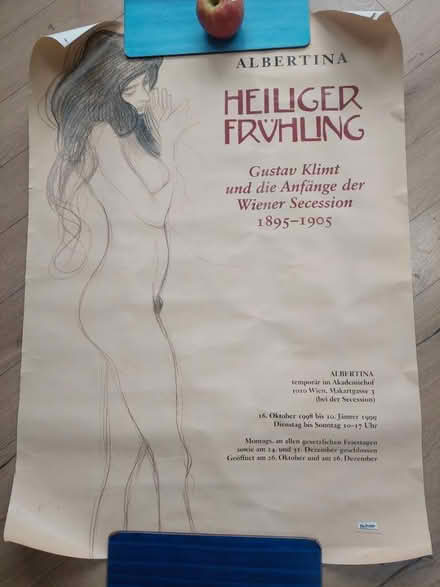 ALBERTINA
HEILIGER
FRÜHLING
Gustav Klimt
und die Anfänge der
Wiener Secession
1895–1905
ALBERTINA
temporär im Akademiehof
1010 Wien, Makartgasse 3
(bei der Secession)
16. Oktober 1998 bis 10. Jänner 1999
Dienstag bis Sonntag 10–17 Uhr
Montags, an allen gesetzlichen Feiertagen
sowie am 24. und 31. Dezember geschlossen
Geöffnet am 26. Oktober und am 26. Dezember